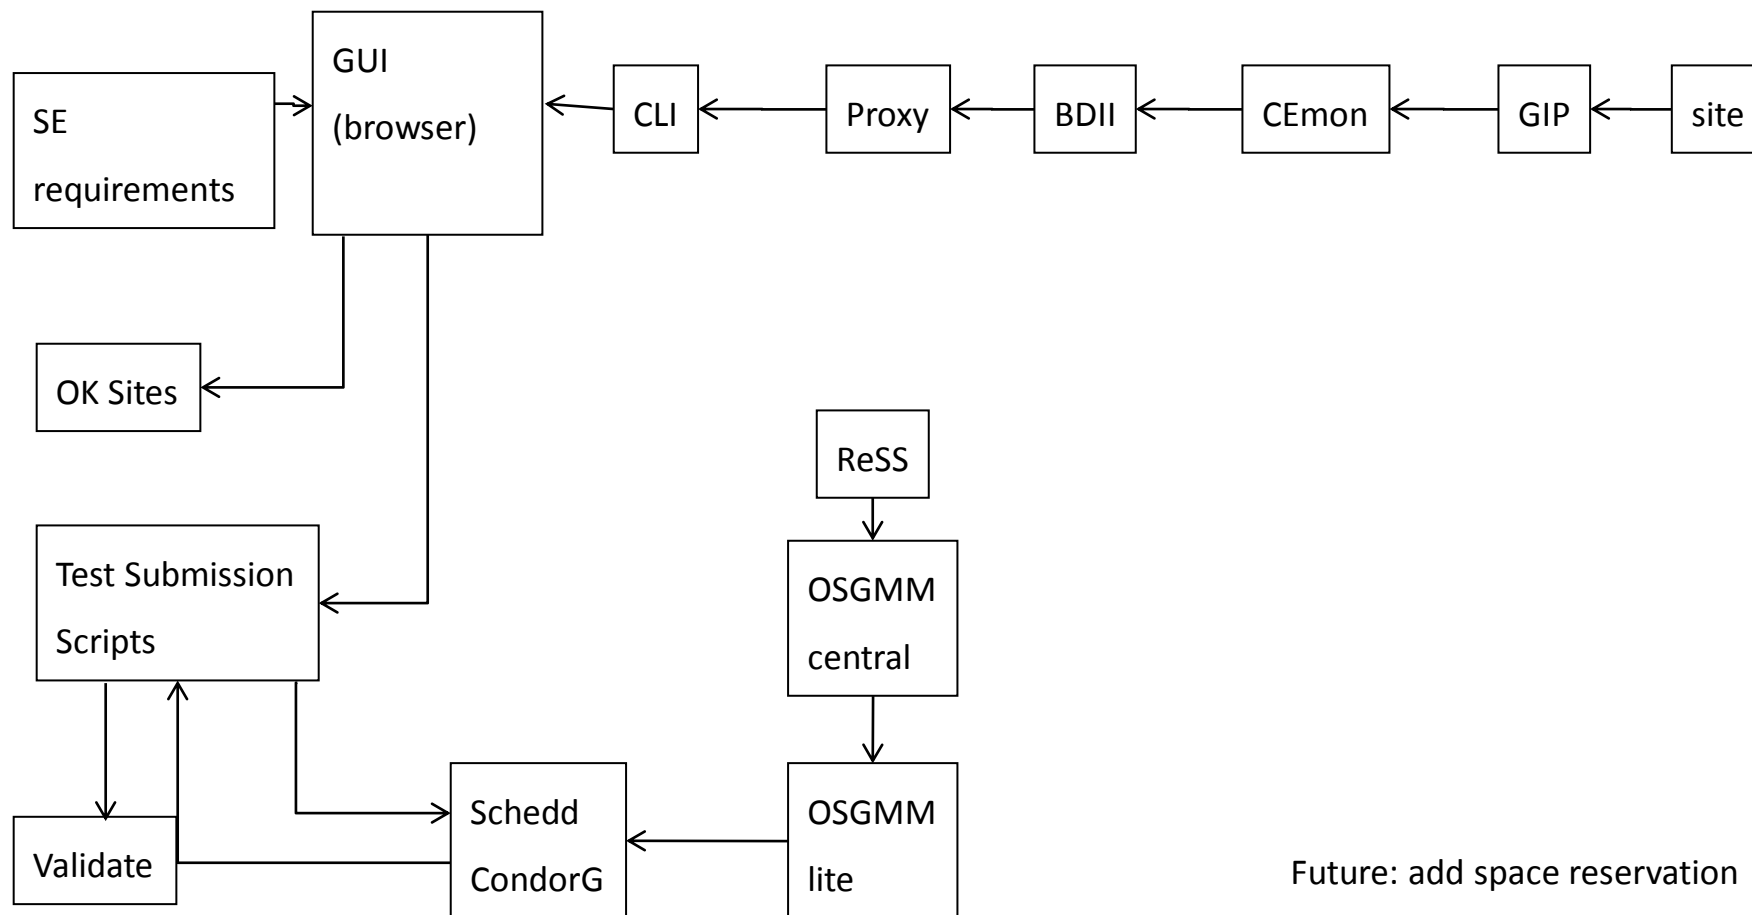 SE
requirements
GUI
(browser)
CLI
Proxy
BDII
CEmon
GIP
site
OK Sites
ReSS
Test Submission
Scripts
OSGMM
central
Validate
Schedd
CondorG
OSGMM
lite
Future: add space reservation